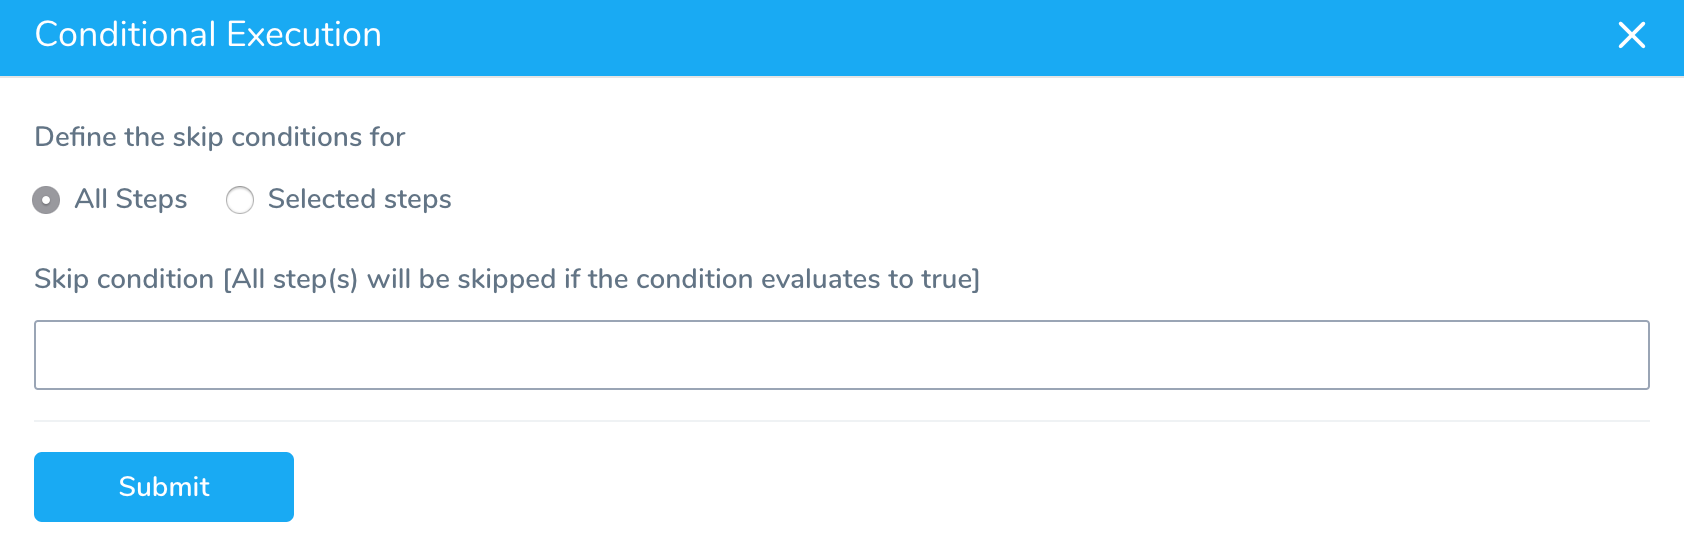 Conditional Execution
Define the skip conditions for
All Steps Selected steps
Skip condition [All step(s) will be skipped if the condition evaluates to true]
Submit